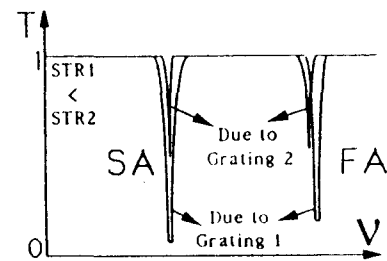 T
1
STR1
<
STR2
Due to
Grating 2
SA
FA
Due to
Grating 1
0
ν